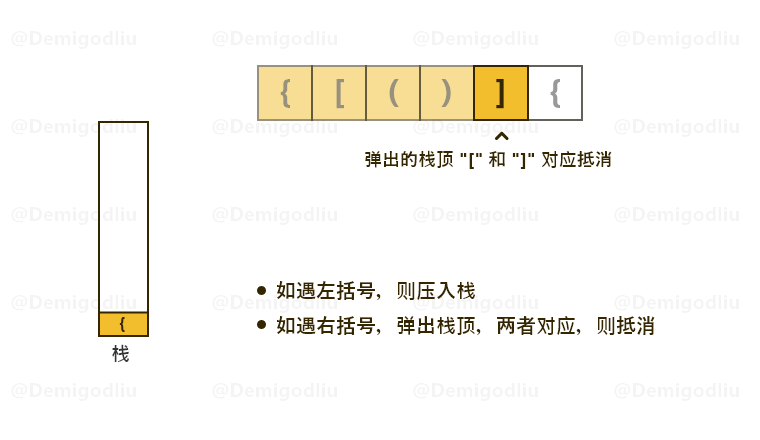 @Demigodliu @Demigodliu @Demigodliu @Demigodliu
{ [ ( ) ] {
@Demigodliu @Demigodliu @Demigodliu @Demigodliu
弹出的栈顶 "[" 和 "]" 对应抵消
@Demigodliu @Demigodliu @Demigodliu @Demigodliu
如遇左括号，则压入栈
@Demigodliu @Demigodliu @Demigodliu @Demigodliu
{
如遇右括号，弹出栈顶，两者对应，则抵消
栈
@Demigodliu @Demigodliu @Demigodliu @Demigodliu